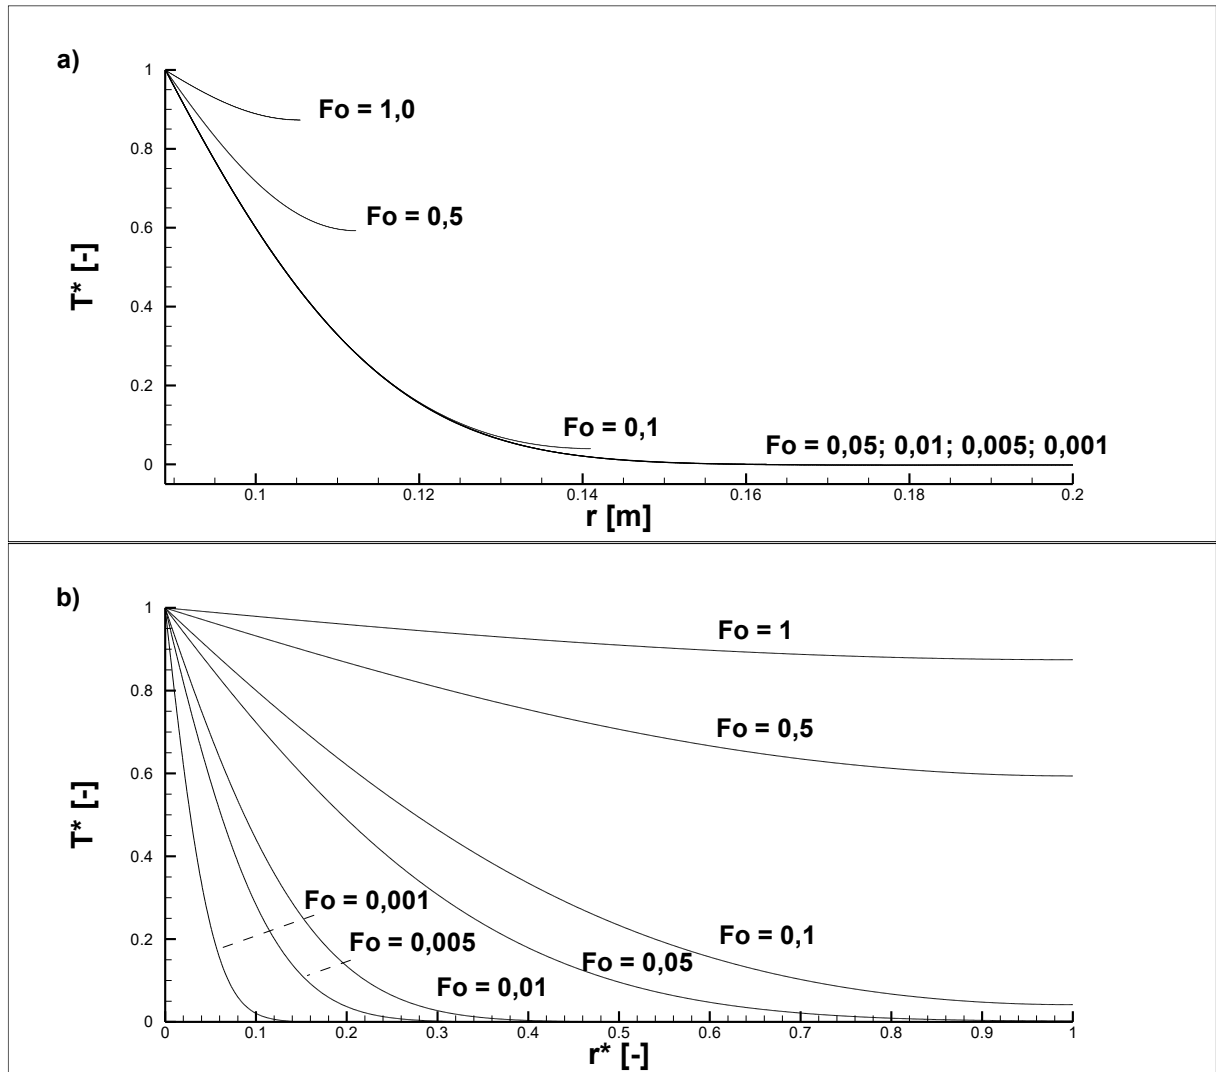 a)
1
Fo = 1,0
0.8
0.6
Fo = 0,5
T* [-]
0.4
0.2
Fo = 0,1
Fo = 0,05; 0,01; 0,005; 0,001
0
0.1 0.12 0.14 0.16 0.18 0.2
r [m]
b)
1
Fo = 1
0.8
Fo = 0,5
0.6
T* [-]
0.4
Fo = 0,001
0.2
Fo = 0,005
Fo = 0,1
Fo = 0,05
Fo = 0,01
0
0 0.1 0.2 0.3 0.4 0.5 0.6 0.7 0.8 0.9 1
r* [-]